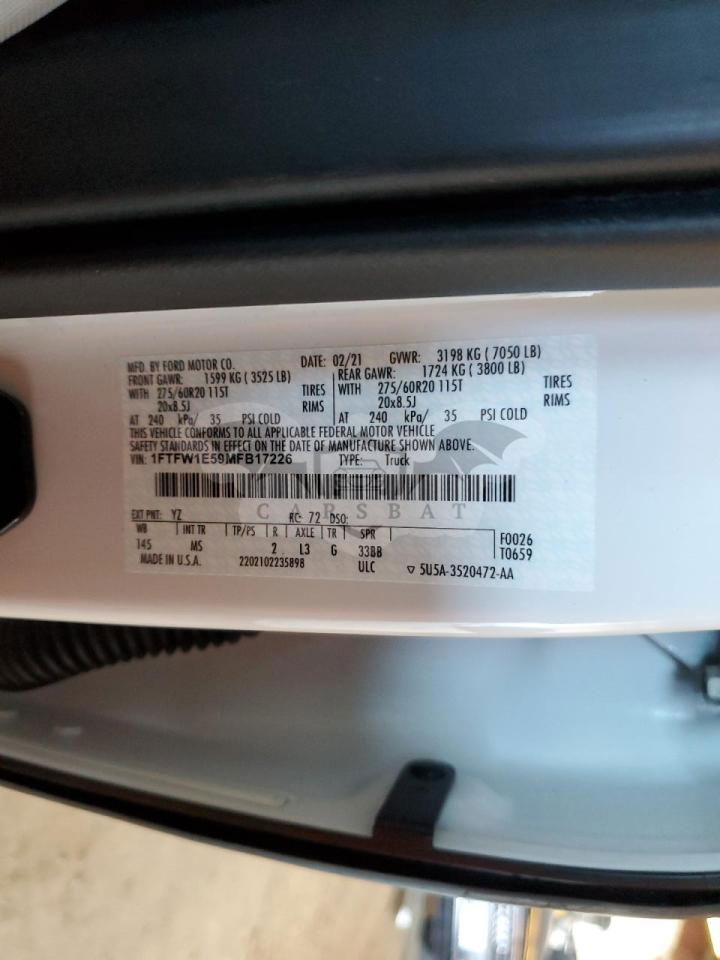 MFD. BY FORD MOTOR CO. DATE: 02/21 GVWR: 3198 KG ( 7050 LB)
FRONT GAWR: 1599 KG ( 3525 LB) REAR GAWR: 1724 KG ( 3800 LB)
WITH 275/60R20 115T TIRES WITH 275/60R20 115T TIRES
20x8.5J RIMS 20x8.5J RIMS
AT 240 kPa/ 35 PSI COLD AT 240 kPa/ 35 PSI COLD
THIS VEHICLE CONFORMS TO ALL APPLICABLE FEDERAL MOTOR VEHICLE
SAFETY STANDARDS IN EFFECT ON THE DATE OF MANUFACTURE SHOWN ABOVE.
VIN: 1FTFW1E59MFB17226 TYPE: Truck
CARSBAT
EXT PNT: YZ RC: 72 DSO:
WB INT TR TP/PS R AXLE TR SPR F0026
145 MS 2 L3 G 33BB T0659
MADE IN U.S.A. 2202102235898 ULC ▽ 5U5A-3520472-AA